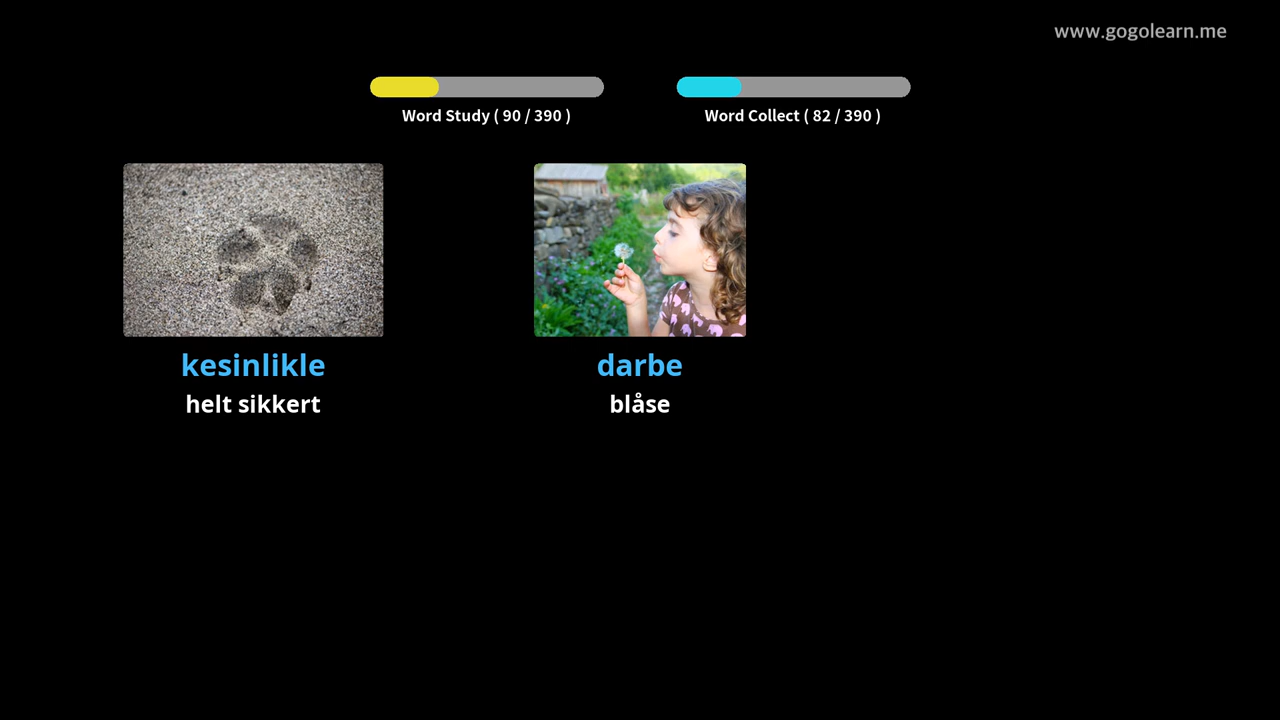 www.gogolearn.me
Word Study ( 90 / 390 )
Word Collect ( 82 / 390 )
kesinlikle
helt sikkert
darbe
blåse